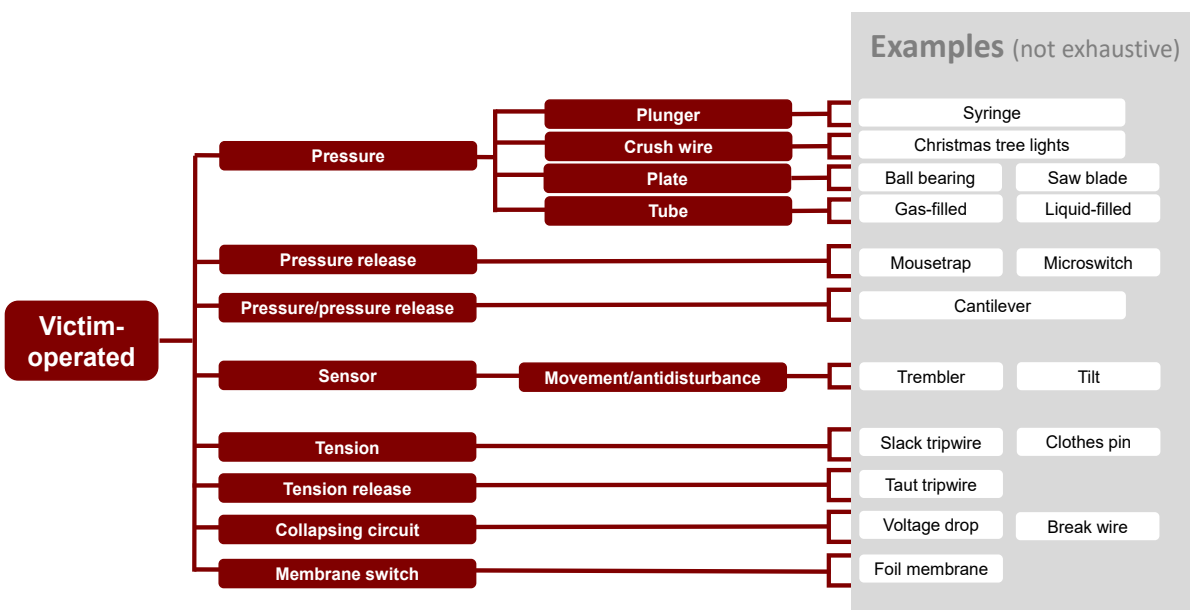 Examples (not exhaustive)
Plunger
Syringe
Crush wire
Christmas tree lights
Pressure
Plate
Ball bearing
Saw blade
Tube
Gas-filled
Liquid-filled
Pressure release
Mousetrap
Microswitch
Pressure/pressure release
Cantilever
Victim-
operated
Sensor
Movement/antidisturbance
Trembler
Tilt
Tension
Slack tripwire
Clothes pin
Tension release
Taut tripwire
Collapsing circuit
Voltage drop
Break wire
Membrane switch
Foil membrane